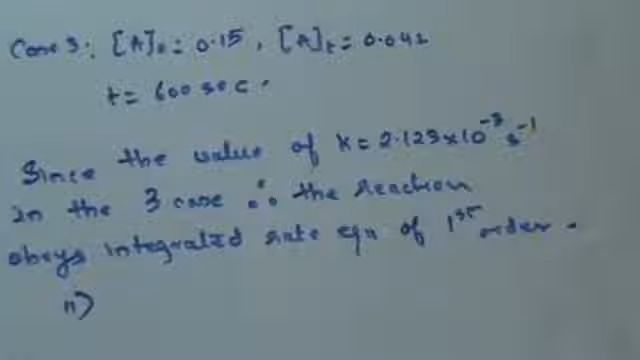 Case 3: [A]₀ = 0.15, [A]t = 0.042
t = 600 sec.
Since the value of K = 2.123×10⁻³ s⁻¹
in the 3 case ∴ the reaction
obeys integrated rate eqn of 1st order.
n)